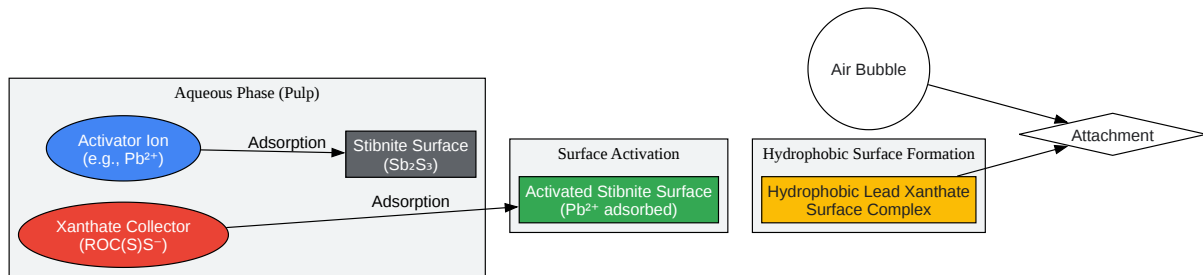 Aqueous Phase (Pulp)
Activator Ion
(e.g., Pb²⁺)
Adsorption
Stibnite Surface
(Sb₂S₃)
Xanthate Collector
(ROC(S)S⁻)
Adsorption
Surface Activation
Activated Stibnite Surface
(Pb²⁺ adsorbed)
Hydrophobic Surface Formation
Hydrophobic Lead Xanthate
Surface Complex
Air Bubble
Attachment